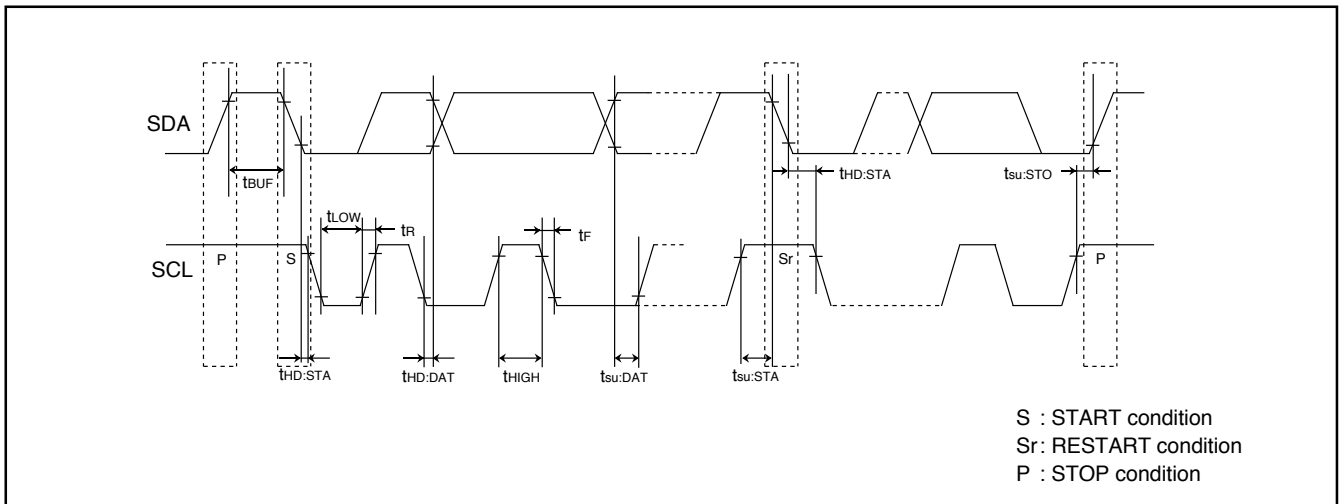 SDA
tBUF
tHD:STA
tsu:STO
tLOW
tR
tF
SCL
P
S
Sr
P
tHD:STA
tHD:DAT
tHIGH
tsu:DAT
tsu:STA
S : START condition
Sr: RESTART condition
P : STOP condition